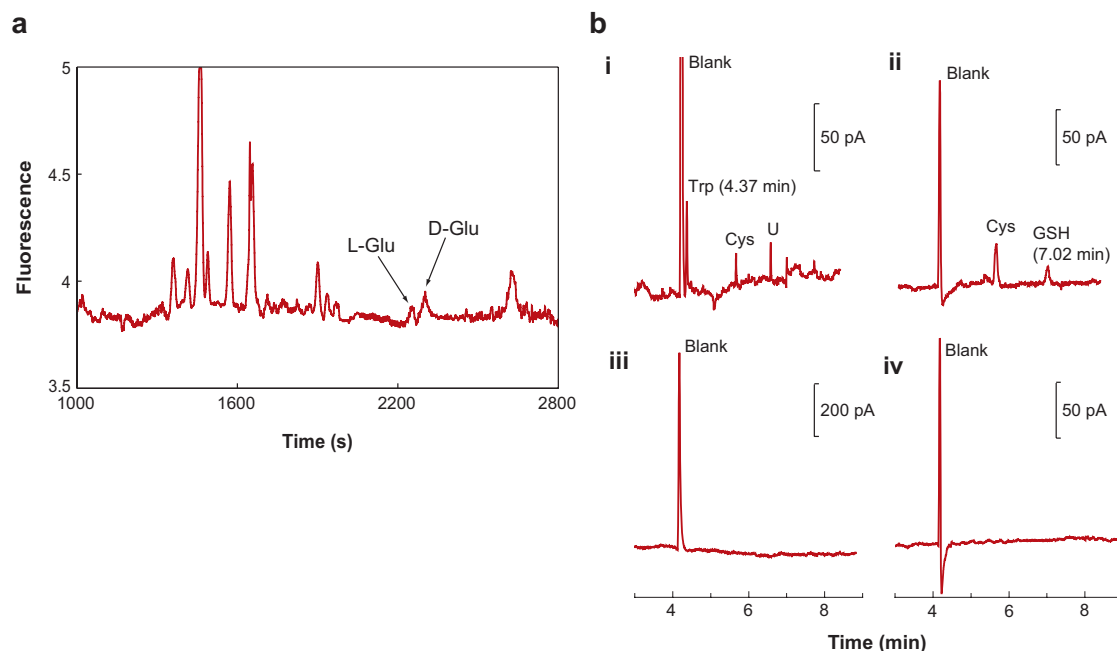 a
5
4.5
4
3.5
Fluorescence
L-Glu
D-Glu
1000
1600
2200
2800
Time (s)
b
i
Blank
50 pA
Trp (4.37 min)
Cys
U
ii
Blank
50 pA
Cys
GSH
(7.02 min)
iii
Blank
200 pA
4
6
8
iv
Blank
50 pA
4
6
8
Time (min)